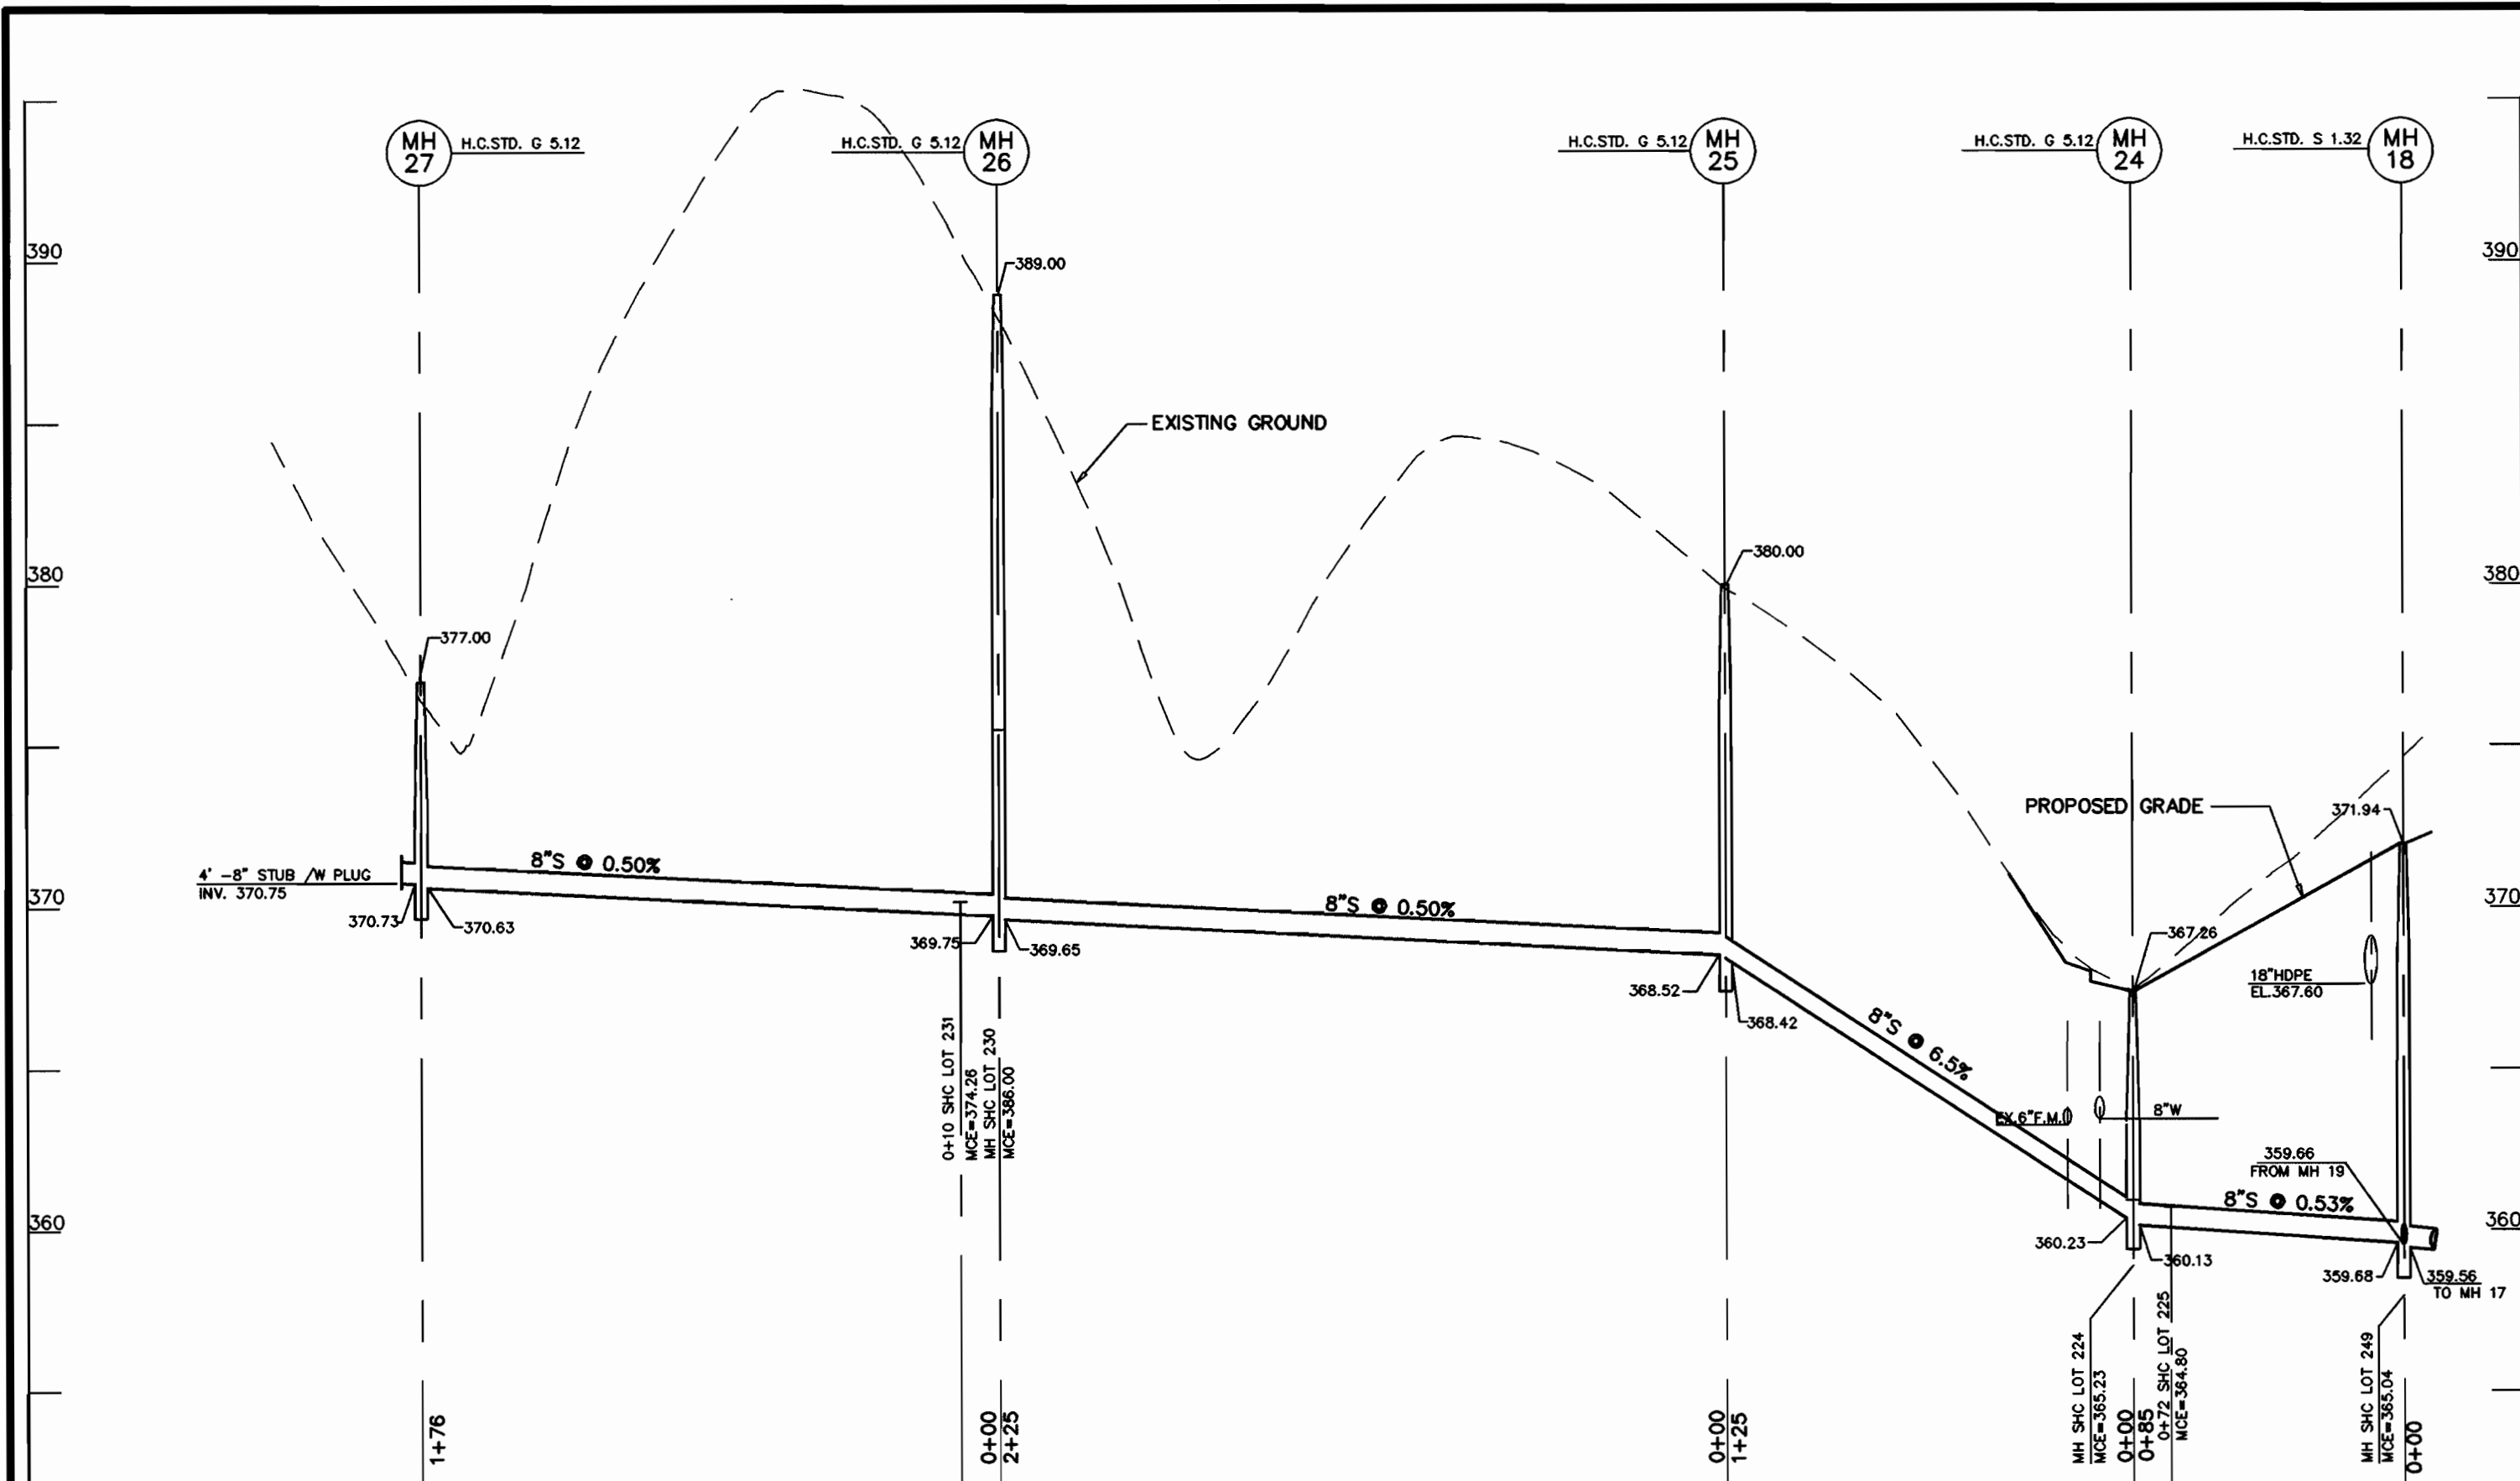 MH
27
H.C.STD. G 5.12
H.C.STD. G 5.12
MH
26
H.C.STD. G 5.12
MH
25
H.C.STD. G 5.12
MH
24
H.C.STD. S 1.32
MH
18
390
390
389.00
EXISTING GROUND
380
380.00
380
377.00
PROPOSED GRADE
371.94
8"S @ 0.50%
4' -8" STUB /W PLUG
INV. 370.75
370
8"S @ 0.50%
370
370.73
370.63
369.75
369.65
367.26
18"HDPE
EL.367.60
368.52
368.42
8"S @ 6.5%
0+10 SHC LOT 231
MCE=374.26
MH SHC LOT 230
MCE=386.00
EX.6"F.M.
8"W
359.66
FROM MH 19
8"S @ 0.53%
360
360
360.23
360.13
359.68
359.56
TO MH 17
MH SHC LOT 224
MCE=365.23
0+72 SHC LOT 225
MCE=364.80
MH SHC LOT 249
MCE=365.04
1+76
0+00
2+25
0+00
1+25
0+00
0+85
0+00